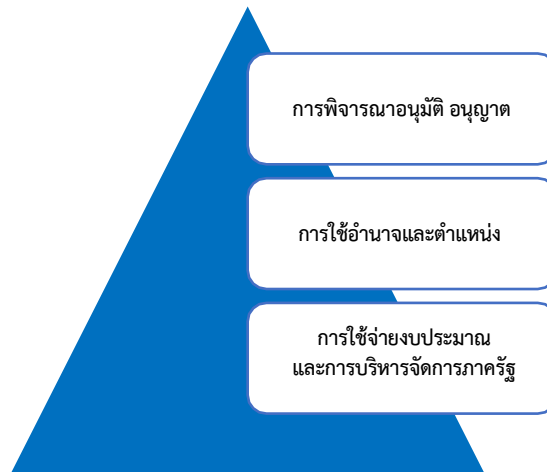 การพิจารณาอนุมัติ อนุญาต
การใช้อำนาจและตำแหน่ง
การใช้จ่ายงบประมาณ
และการบริหารจัดการภาครัฐ